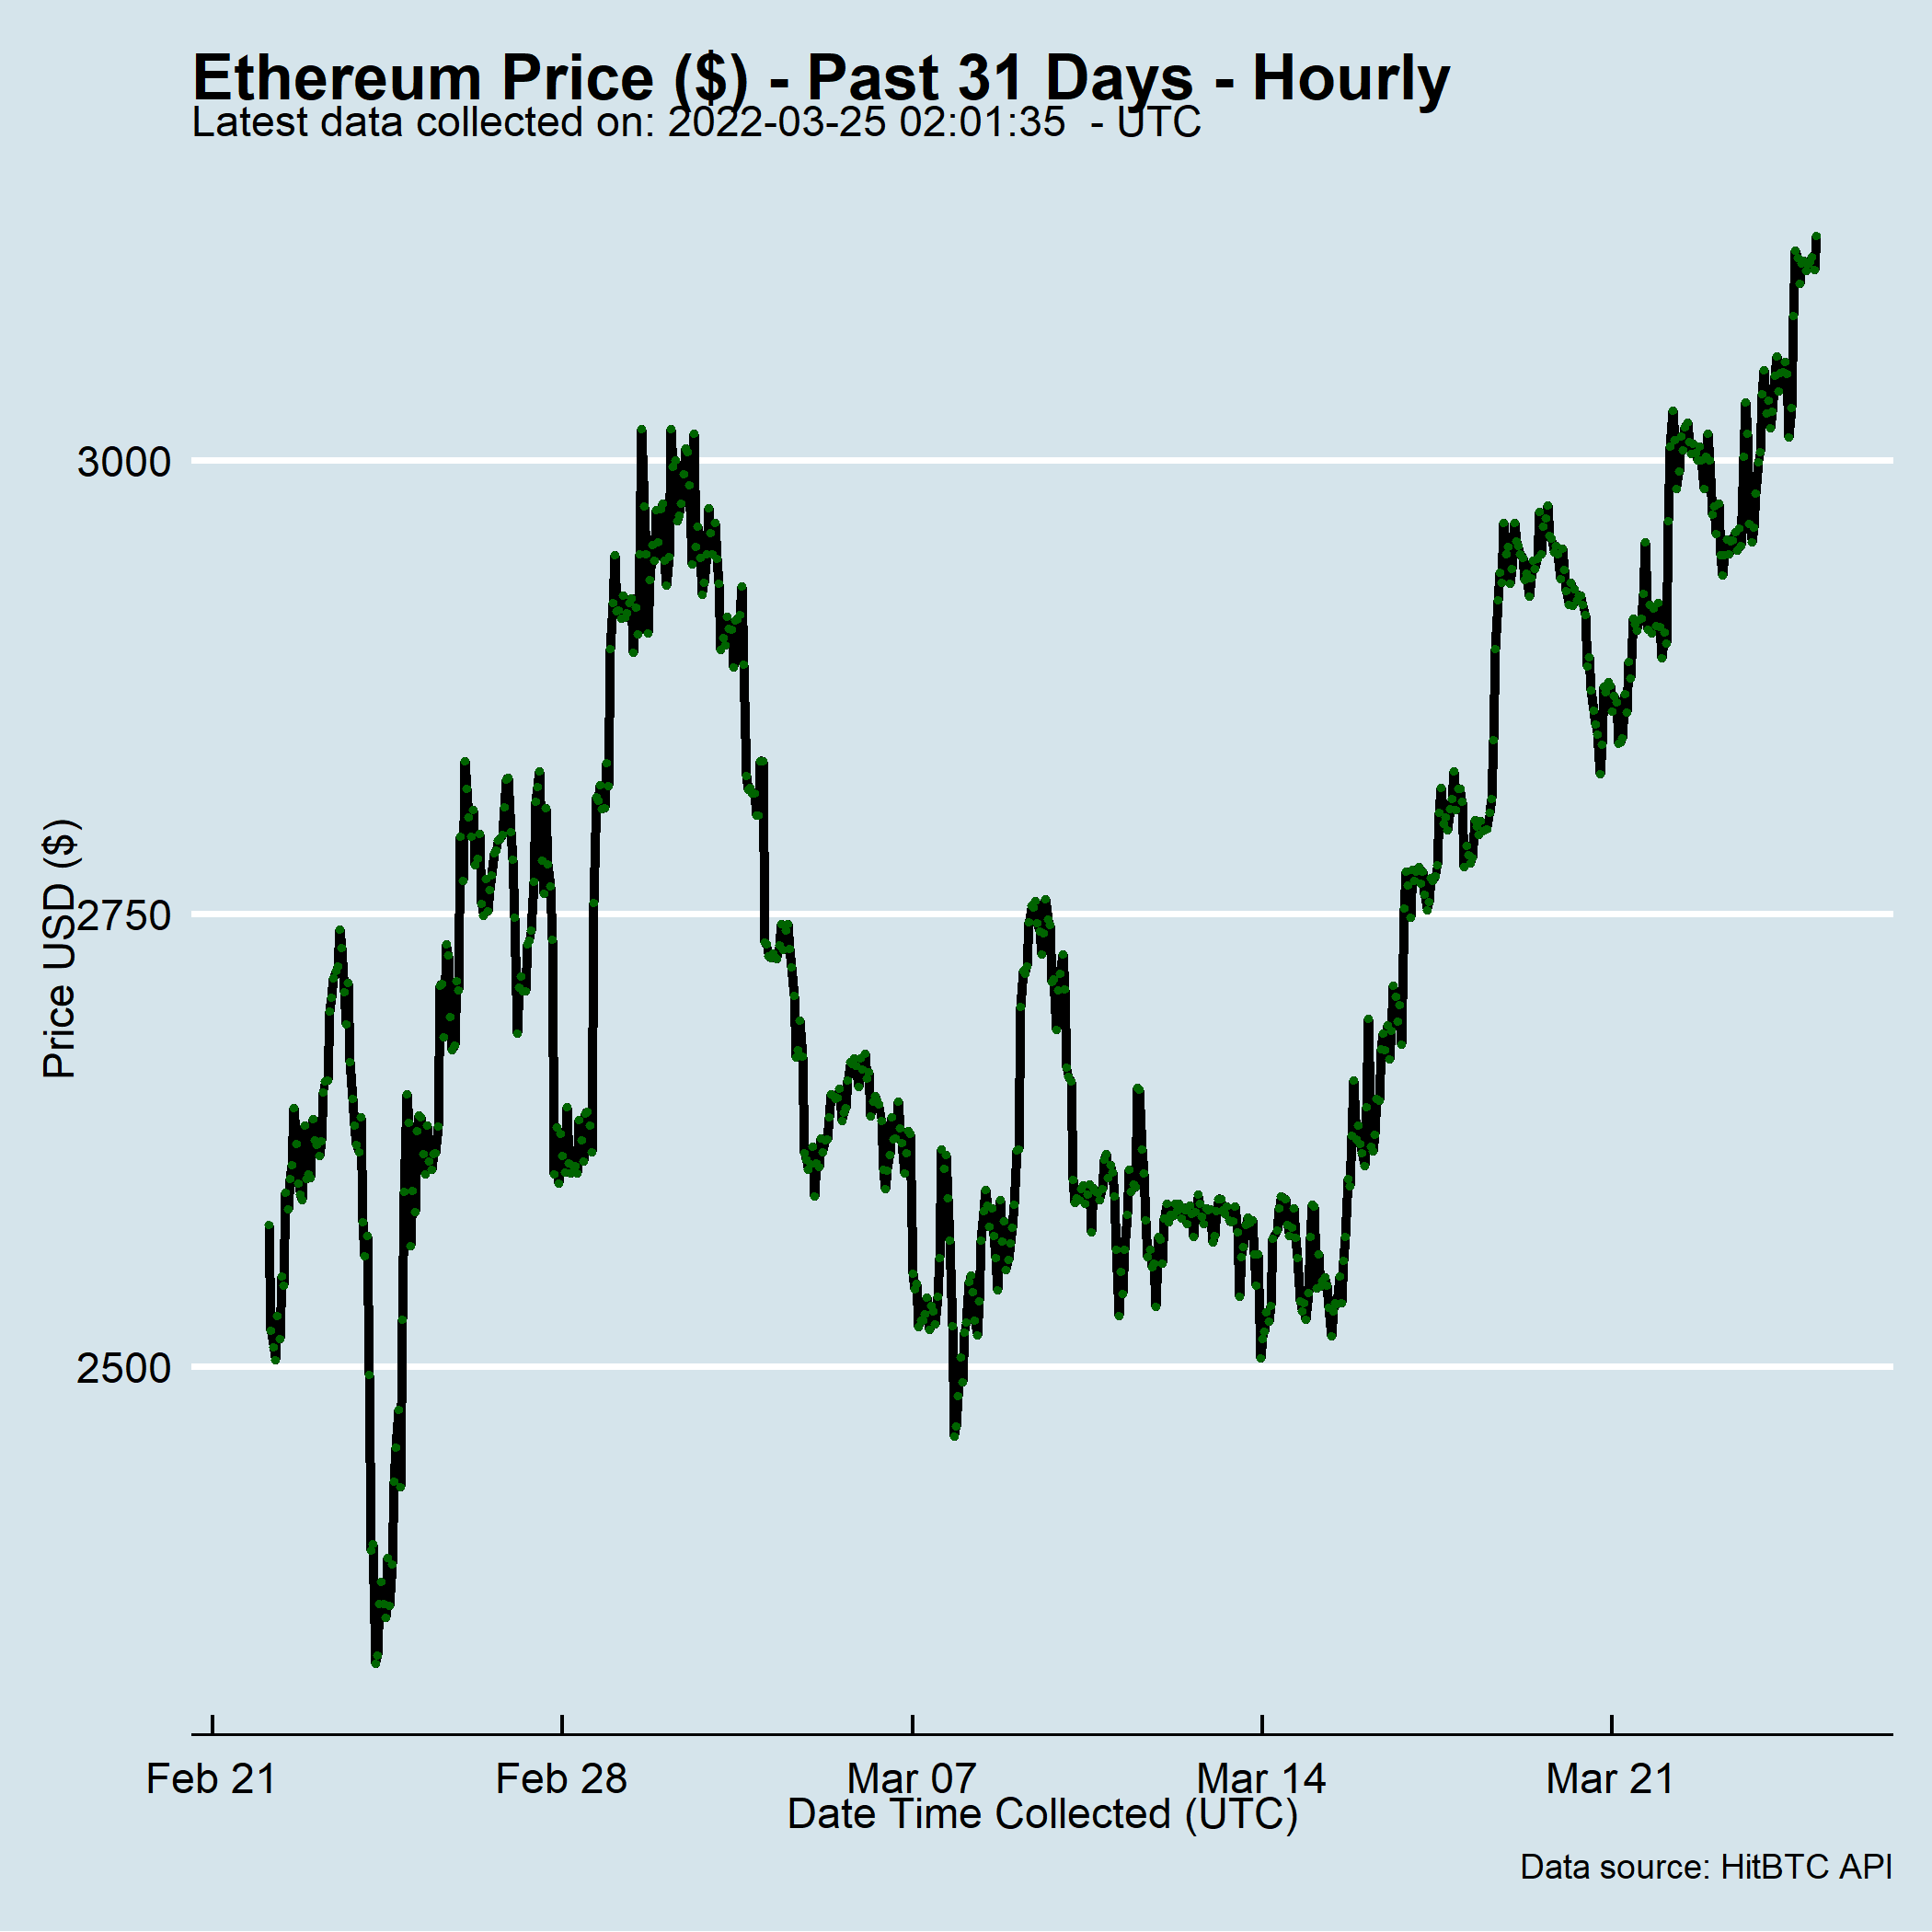 Ethereum Price ($) - Past 31 Days - Hourly
Latest data collected on: 2022-03-25 02:01:35  - UTC
3000
2750
2500
Price USD ($)
Feb 21
Feb 28
Mar 07
Mar 14
Mar 21
Date Time Collected (UTC)
Data source: HitBTC API